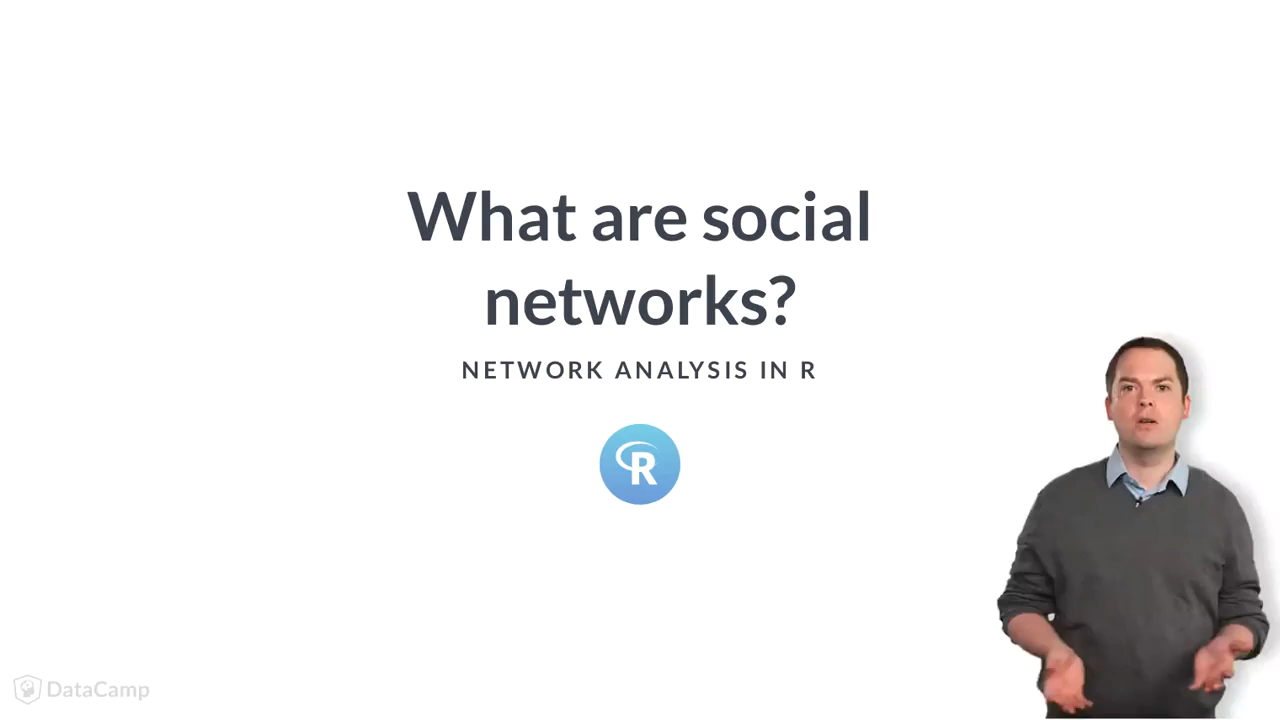 What are social
networks?
NETWORK ANALYSIS IN R
R
DataCamp